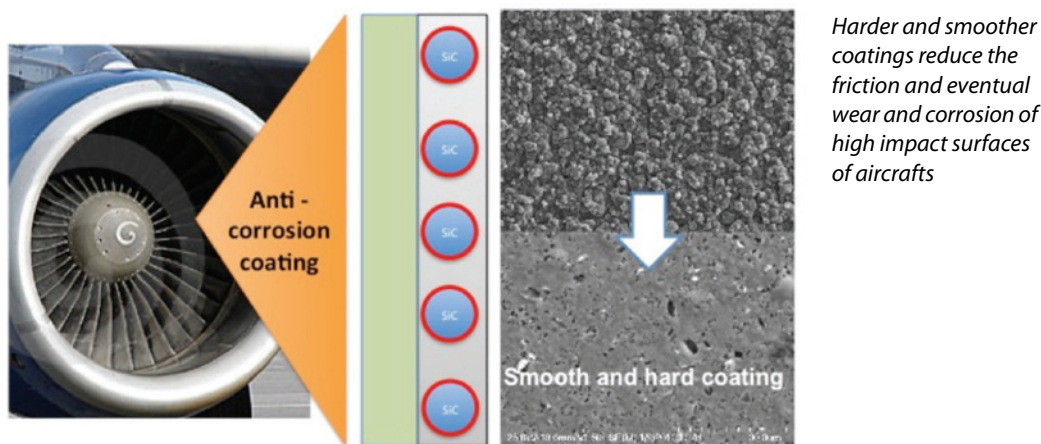 Anti -
corrosion
coating
SiC
SiC
SiC
SiC
SiC
Smooth and hard coating
Harder and smoother
coatings reduce the
friction and eventual
wear and corrosion of
high impact surfaces
of aircrafts